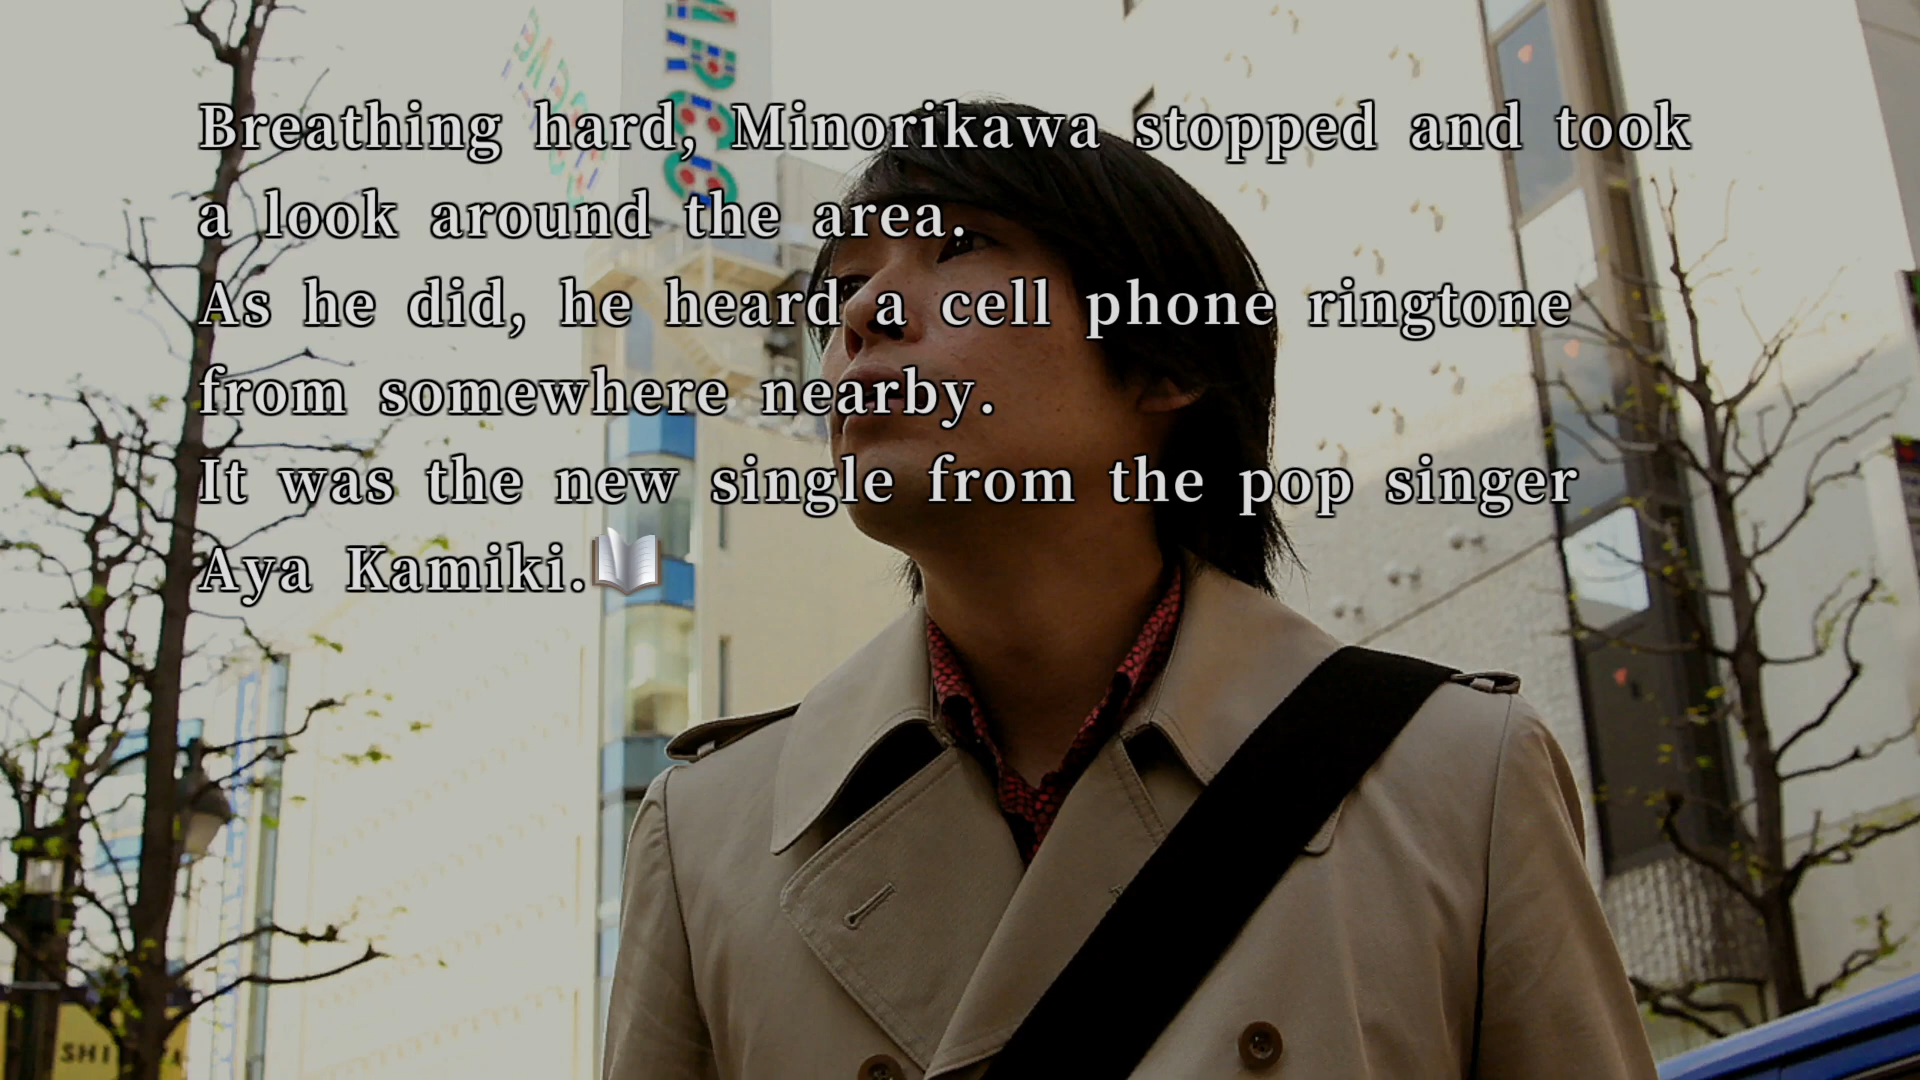 PARCO
Breathing hard, Minorikawa stopped and took
a look around the area.
As he did, he heard a cell phone ringtone
from somewhere nearby.
It was the new single from the pop singer
Aya Kamiki.